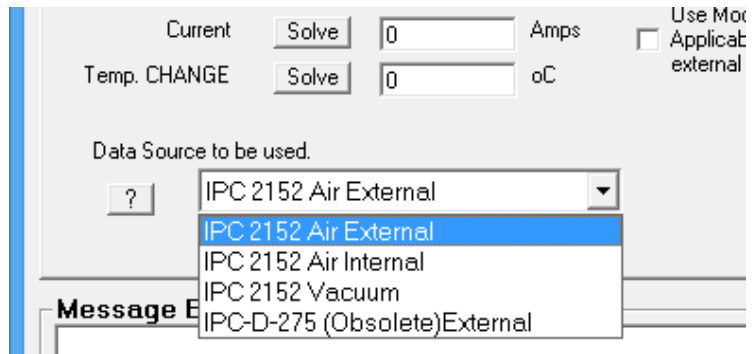 Current Solve 0 Amps
Use Mod
Applicab
external
Temp. CHANGE Solve 0 oC
Data Source to be used.
? IPC 2152 Air External
IPC 2152 Air External
IPC 2152 Air Internal
IPC 2152 Vacuum
IPC-D-275 (Obsolete)External
Message